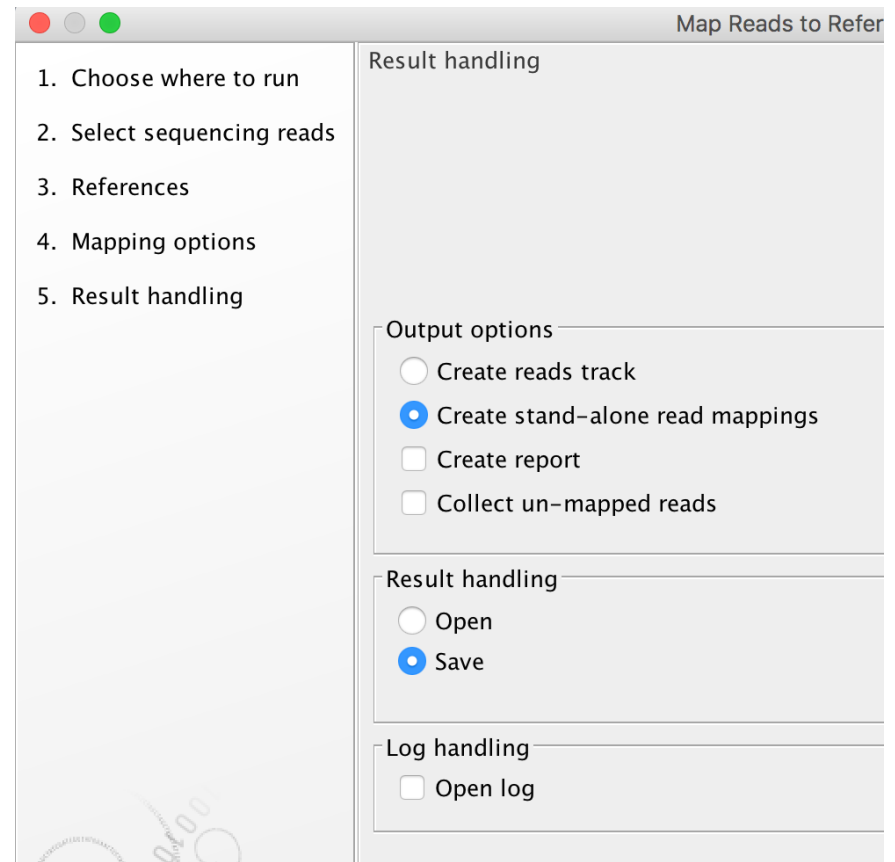 Map Reads to Refer
1. Choose where to run
2. Select sequencing reads
3. References
4. Mapping options
5. Result handling
Result handling
Output options
Create reads track
Create stand-alone read mappings
Create report
Collect un-mapped reads
Result handling
Open
Save
Log handling
Open log